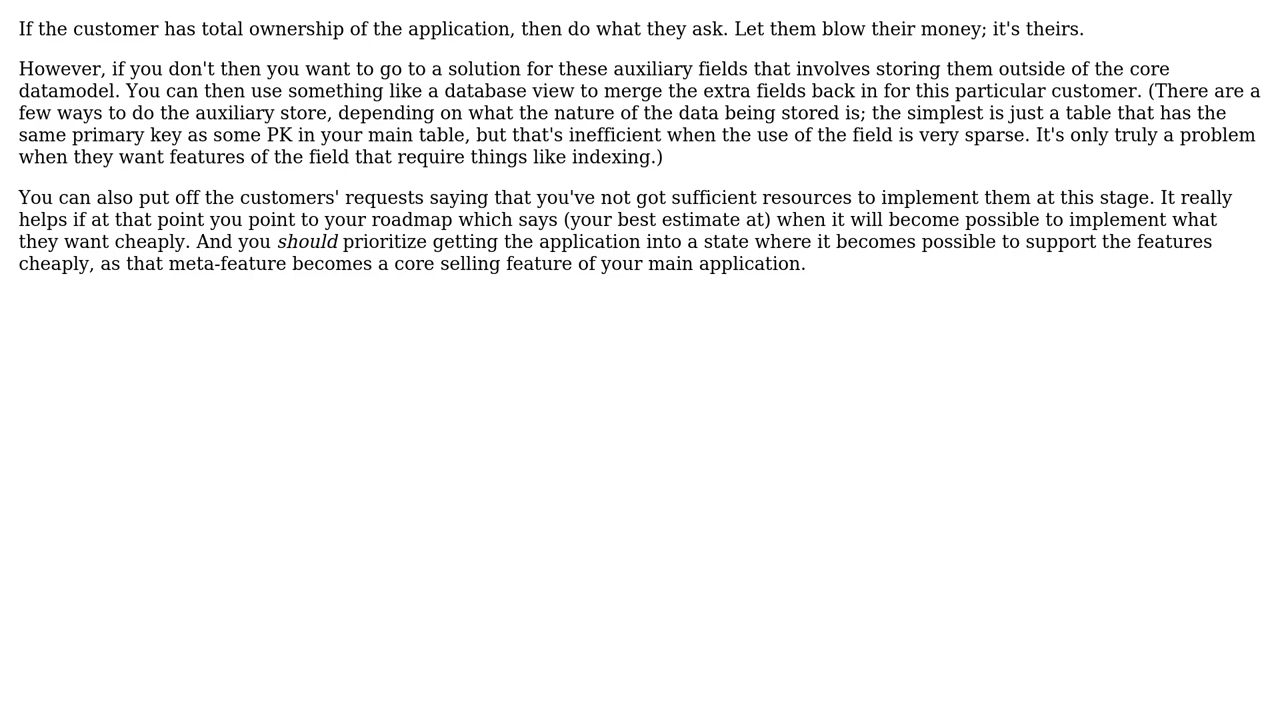 If the customer has total ownership of the application, then do what they ask. Let them blow their money; it's theirs.
However, if you don't then you want to go to a solution for these auxiliary fields that involves storing them outside of the core
datamodel. You can then use something like a database view to merge the extra fields back in for this particular customer. (There are a
few ways to do the auxiliary store, depending on what the nature of the data being stored is; the simplest is just a table that has the
same primary key as some PK in your main table, but that's inefficient when the use of the field is very sparse. It's only truly a problem
when they want features of the field that require things like indexing.)
You can also put off the customers' requests saying that you've not got sufficient resources to implement them at this stage. It really
helps if at that point you point to your roadmap which says (your best estimate at) when it will become possible to implement what
they want cheaply. And you should prioritize getting the application into a state where it becomes possible to support the features
cheaply, as that meta-feature becomes a core selling feature of your main application.